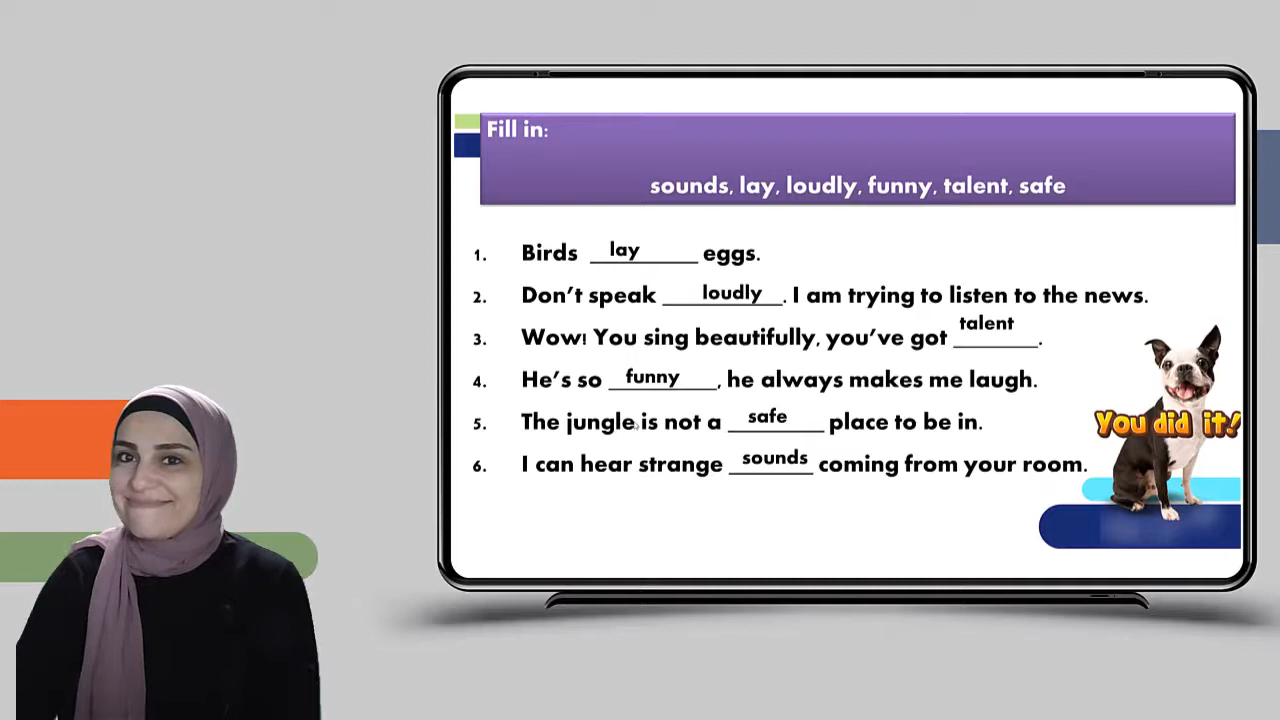 Fill in:
sounds, lay, loudly, funny, talent, safe
1. Birds lay eggs.
2. Don't speak loudly. I am trying to listen to the news.
3. Wow! You sing beautifully, you've got talent.
4. He's so funny, he always makes me laugh.
5. The jungle is not a safe place to be in.
6. I can hear strange sounds coming from your room.
You did it!